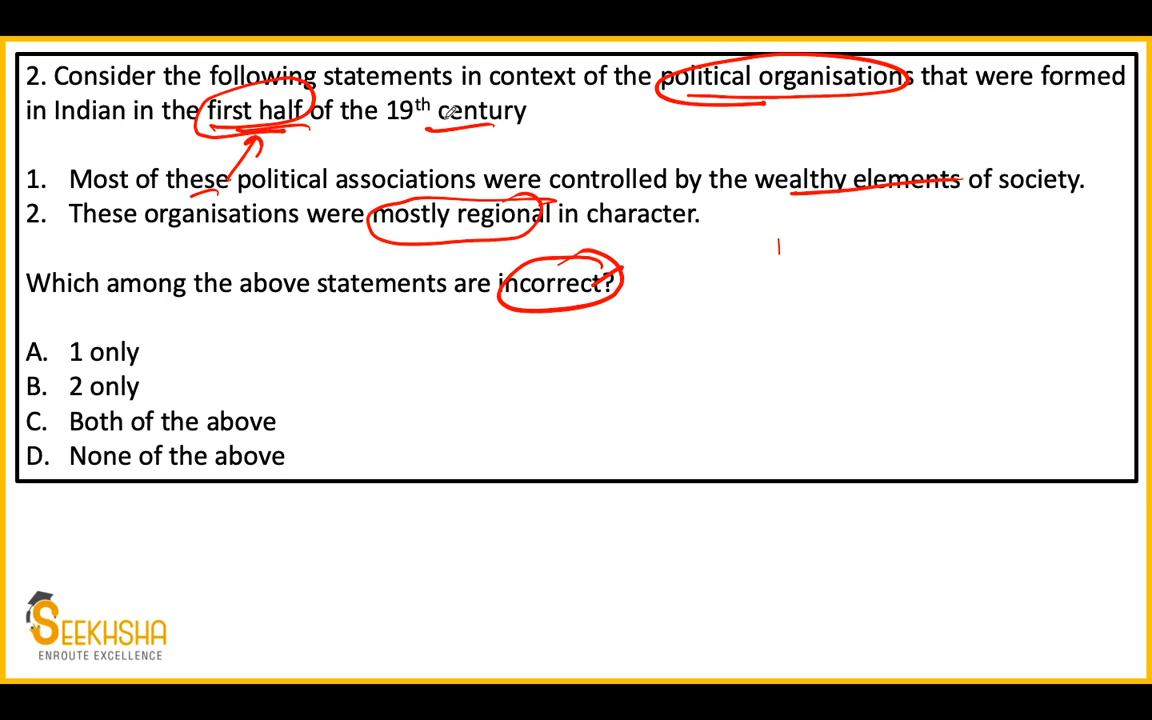 2. Consider the following statements in context of the political organisations that were formed
in Indian in the first half of the 19th century
1. Most of these political associations were controlled by the wealthy elements of society.
2. These organisations were mostly regional in character.
Which among the above statements are incorrect?
A. 1 only
B. 2 only
C. Both of the above
D. None of the above
SEEKHSHA
ENROUTE EXCELLENCE